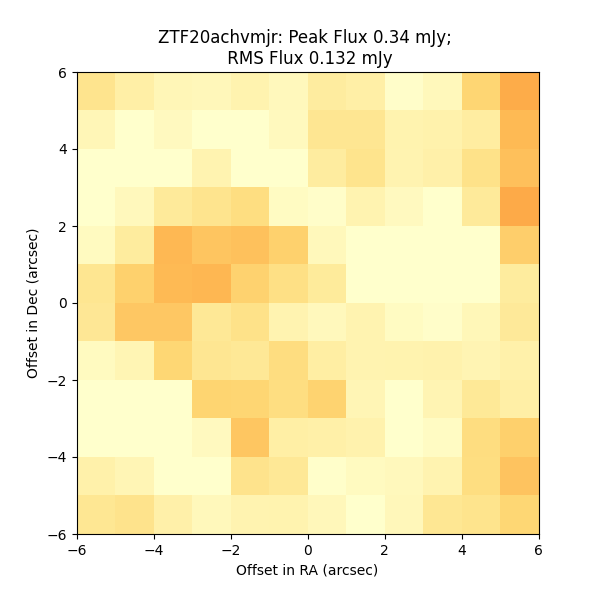 ZTF20achvmjr: Peak Flux 0.34 mJy;
RMS Flux 0.132 mJy
6
4
2
0
−2
−4
−6
Offset in Dec (arcsec)
−6 −4 −2 0 2 4 6
Offset in RA (arcsec)